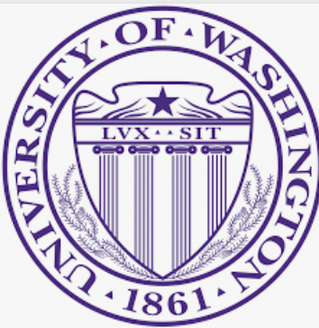 UNIVERSITY · OF · WASHINGTON
LVX · · SIT
· 1861 ·